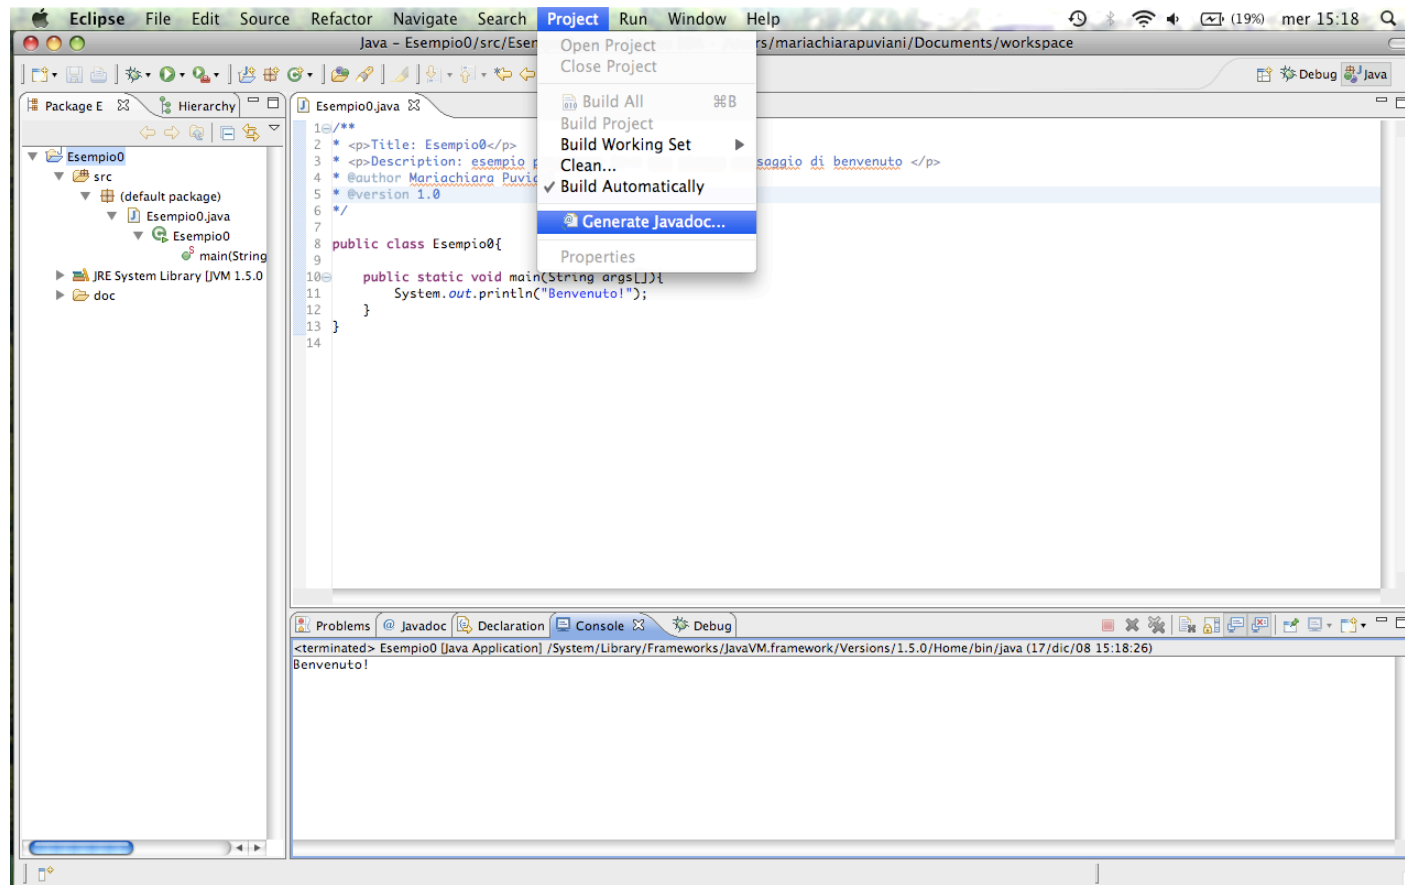 Eclipse File Edit Source Refactor Navigate Search Project Run Window Help (19%) mer 15:18
Java – Esempio0/src/Esem rs/mariachiarapuviani/Documents/workspace
Debug Java
Package E Hierarchy
Esempio0
src
(default package)
Esempio0.java
Esempio0
main(String
JRE System Library [JVM 1.5.0
doc
Open Project
Close Project
Build All ⌘B
Build Project
Build Working Set
Clean...
✓ Build Automatically
Generate Javadoc...
Properties
Esempio0.java
1 /**
2 * <p>Title: Esempio0</p>
3 * <p>Description: esempio saggio di benvenuto </p>
4 * @author Mariachiara
5 * @version 1.0
6 */
7
8 public class Esempio0{
9
10 public static void main(String args[]){
11 System.out.println("Benvenuto!");
12 }
13 }
14
Problems Javadoc Declaration Console Debug
<terminated> Esempio0 [Java Application] /System/Library/Frameworks/JavaVM.framework/Versions/1.5.0/Home/bin/java (17/dic/08 15:18:26)
Benvenuto!